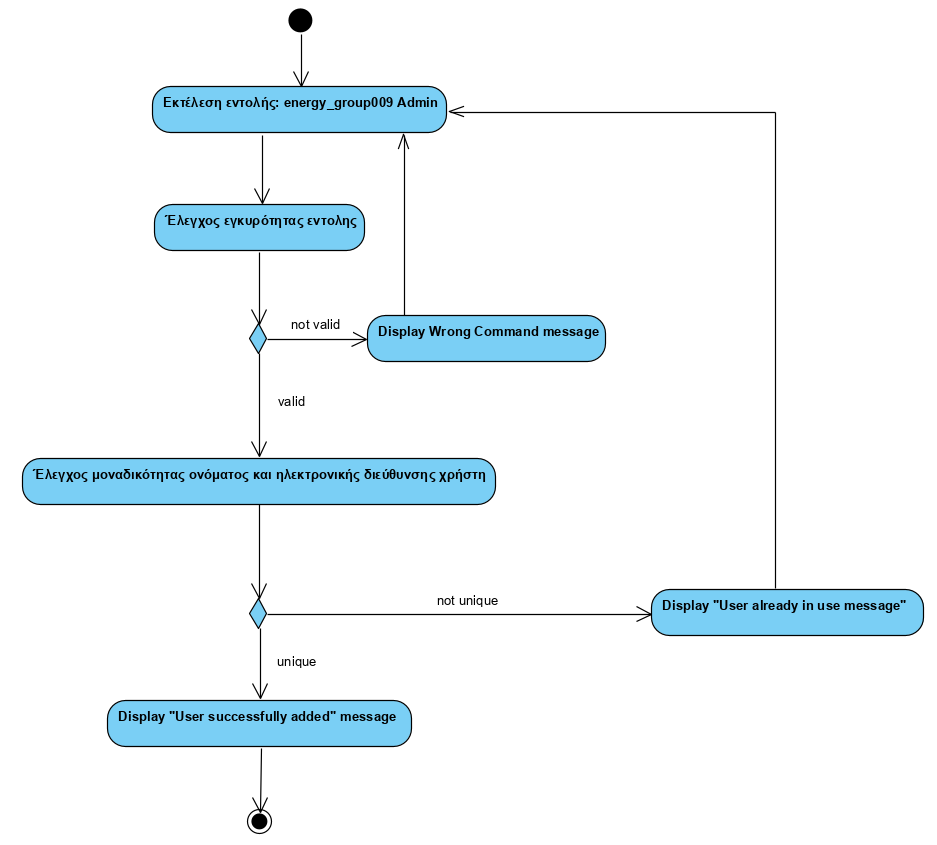 Εκτέλεση εντολής: energy_group009 Admin
Έλεγχος εγκυρότητας εντολης
not valid
Display Wrong Command message
valid
Έλεγχος μοναδικότητας ονόματος και ηλεκτρονικής διεύθυνσης χρήστη
not unique
Display "User already in use message"
unique
Display "User successfully added" message